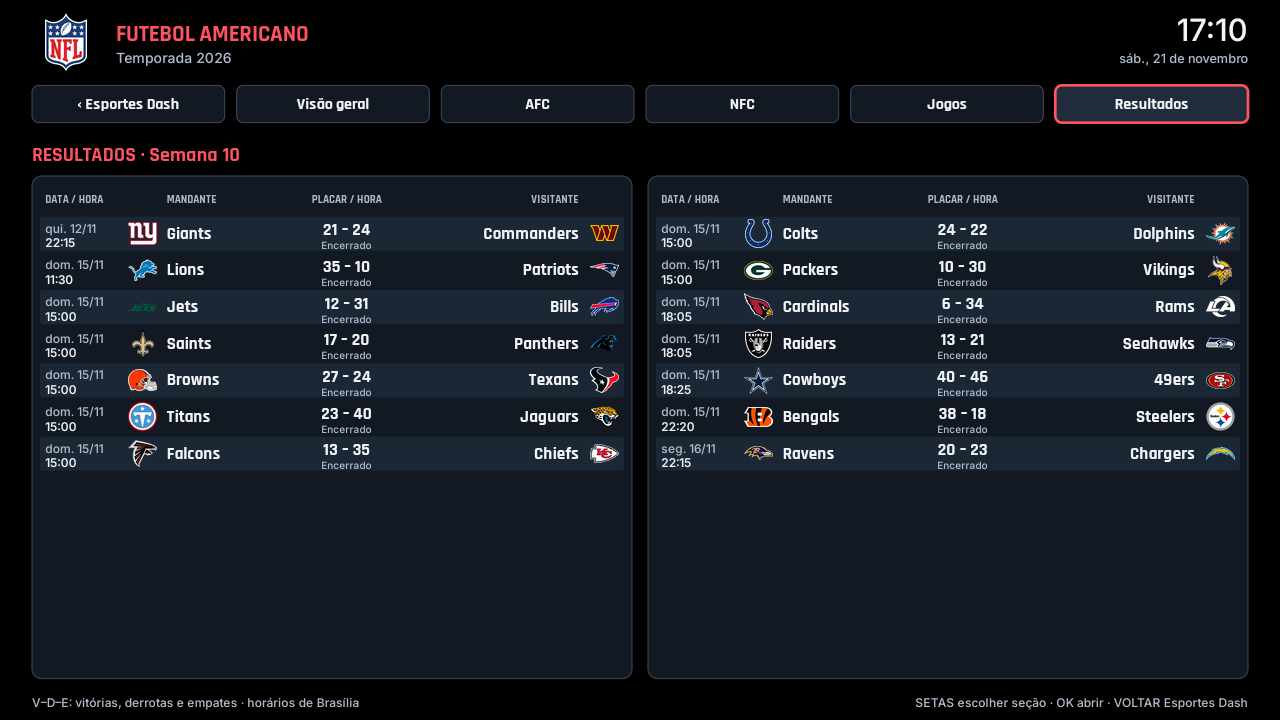 NFL
FUTEBOL AMERICANO
Temporada 2026
17:10
sáb., 21 de novembro
‹ Esportes Dash
Visão geral
AFC
NFC
Jogos
Resultados
RESULTADOS · Semana 10
DATA / HORA MANDANTE PLACAR / HORA VISITANTE
qui. 12/11 22:15 ny Giants 21 – 24 Encerrado Commanders
dom. 15/11 11:30 Lions 35 – 10 Encerrado Patriots
dom. 15/11 15:00 Jets 12 – 31 Encerrado Bills
dom. 15/11 15:00 Saints 17 – 20 Encerrado Panthers
dom. 15/11 15:00 Browns 27 – 24 Encerrado Texans
dom. 15/11 15:00 Titans 23 – 40 Encerrado Jaguars
dom. 15/11 15:00 Falcons 13 – 35 Encerrado Chiefs
DATA / HORA MANDANTE PLACAR / HORA VISITANTE
dom. 15/11 15:00 Colts 24 – 22 Encerrado Dolphins
dom. 15/11 15:00 Packers 10 – 30 Encerrado Vikings
dom. 15/11 18:05 Cardinals 6 – 34 Encerrado Rams
dom. 15/11 18:05 Raiders 13 – 21 Encerrado Seahawks
dom. 15/11 18:25 Cowboys 40 – 46 Encerrado 49ers
dom. 15/11 22:20 Bengals 38 – 18 Encerrado Steelers
seg. 16/11 22:15 Ravens 20 – 23 Encerrado Chargers
V–D–E: vitórias, derrotas e empates · horários de Brasília
SETAS escolher seção · OK abrir · VOLTAR Esportes Dash